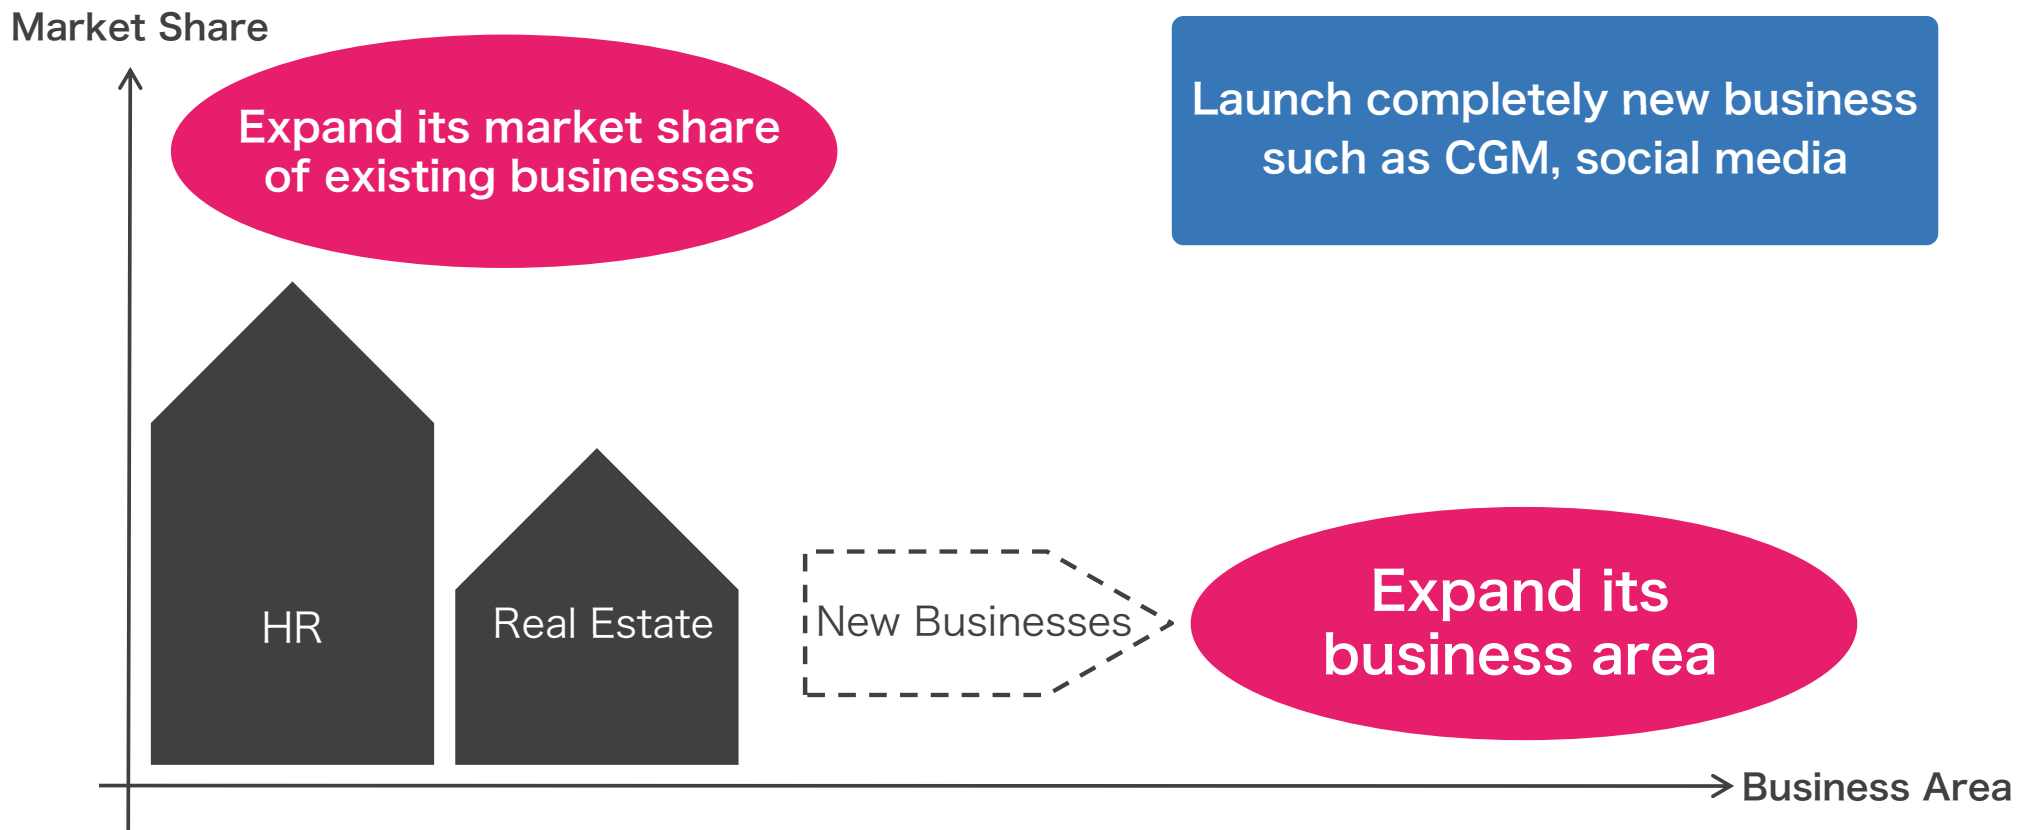 Market Share
Expand its market share
of existing businesses
Launch completely new business
such as CGM, social media
HR
Real Estate
New Businesses
Expand its
business area
Business Area